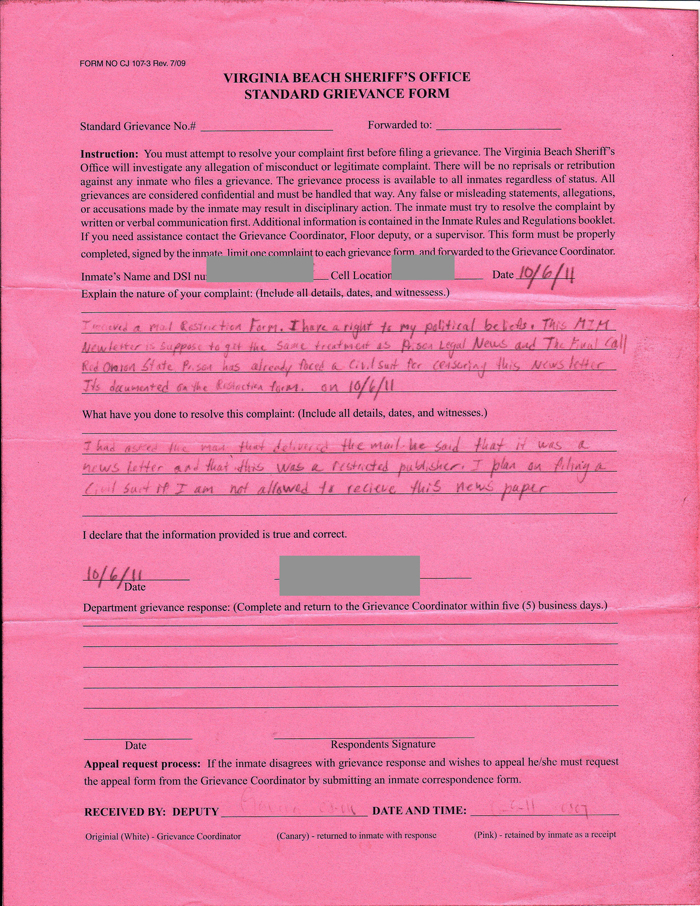 FORM NO CJ 107-3 Rev. 7/09
VIRGINIA BEACH SHERIFF'S OFFICE
STANDARD GRIEVANCE FORM
Standard Grievance No.# Forwarded to:
Instruction: You must attempt to resolve your complaint first before filing a grievance. The Virginia Beach Sheriff's
Office will investigate any allegation of misconduct or legitimate complaint. There will be no reprisals or retribution
against any inmate who files a grievance. The grievance process is available to all inmates regardless of status. All
grievances are considered confidential and must be handled that way. Any false or misleading statements, allegations,
or accusations made by the inmate may result in disciplinary action. The inmate must try to resolve the complaint by
written or verbal communication first. Additional information is contained in the Inmate Rules and Regulations booklet.
If you need assistance contact the Grievance Coordinator, Floor deputy, or a supervisor. This form must be properly
completed, signed by the inmate, limit one complaint to each grievance form, and forwarded to the Grievance Coordinator.
Inmate's Name and DSI nu Cell Location Date 10/6/11
Explain the nature of your complaint: (Include all details, dates, and witnessess.)
I recieved a Mail Restriction Form. I have a right to my political beliefs. This MIM
Newsletter is suppose to get the same treatment as Prison Legal News and The Final Call
Red Onion State Prison has already faced a Civil suit for censuring this News letter
Its documented on the Restriction form. on 10/6/11
What have you done to resolve this complaint: (Include all details, dates, and witnesses.)
I had asked the man that delivered the mail he said that it was a
news letter and that this was a restricted publisher. I plan on filing a
Civil Suit if I am not allowed to recieve this news paper
I declare that the information provided is true and correct.
10/6/11
Date
Department grievance response: (Complete and return to the Grievance Coordinator within five (5) business days.)
Date Respondents Signature
Appeal request process: If the inmate disagrees with grievance response and wishes to appeal he/she must request
the appeal form from the Grievance Coordinator by submitting an inmate correspondence form.
RECEIVED BY: DEPUTY DATE AND TIME:
Originial (White) - Grievance Coordinator (Canary) - returned to inmate with response (Pink) - retained by inmate as a receipt